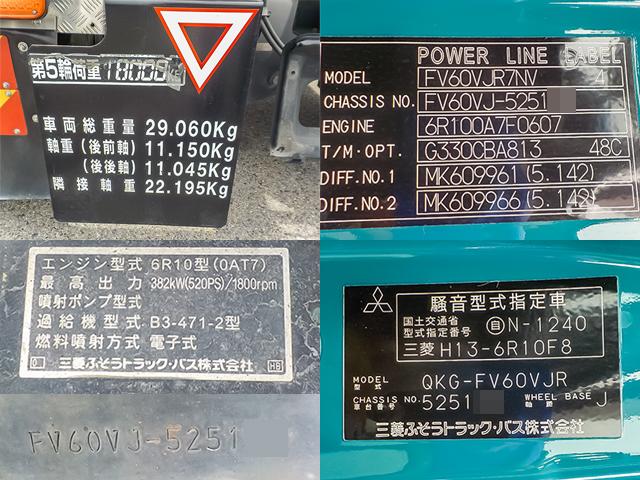 第5輪荷重 18000kg
車両総重量 29.060Kg
軸重(後前軸) 11.150Kg
(後後軸) 11.045Kg
隣接軸重 22.195Kg
POWER LINE LABEL
MODEL FV60VJR7NV 4
CHASSIS NO. FV60VJ-5251
ENGINE 6R100A7F0607
T/M·OPT. G330CBA813 48C
DIFF.NO.1 MK609961(5.142)
DIFF.NO.2 MK609966(5.142)
エンジン型式 6R10型(0AT7)
最高出力 382kW(520PS)/1800rpm
噴射ポンプ型式
過給機型式 B3-471-2型
燃料噴射方式 電子式
三菱ふそうトラック・バス株式会社 HB
FV60VJ-5251
騒音型式指定車
国土交通省
型式指定番号 自 N-1240
三菱 H13-6R10F8
MODEL
型式 QKG-FV60VJR
CHASSIS NO.
車台番号 5251 WHEEL BASE
軸距 J
三菱ふそうトラック・バス株式会社